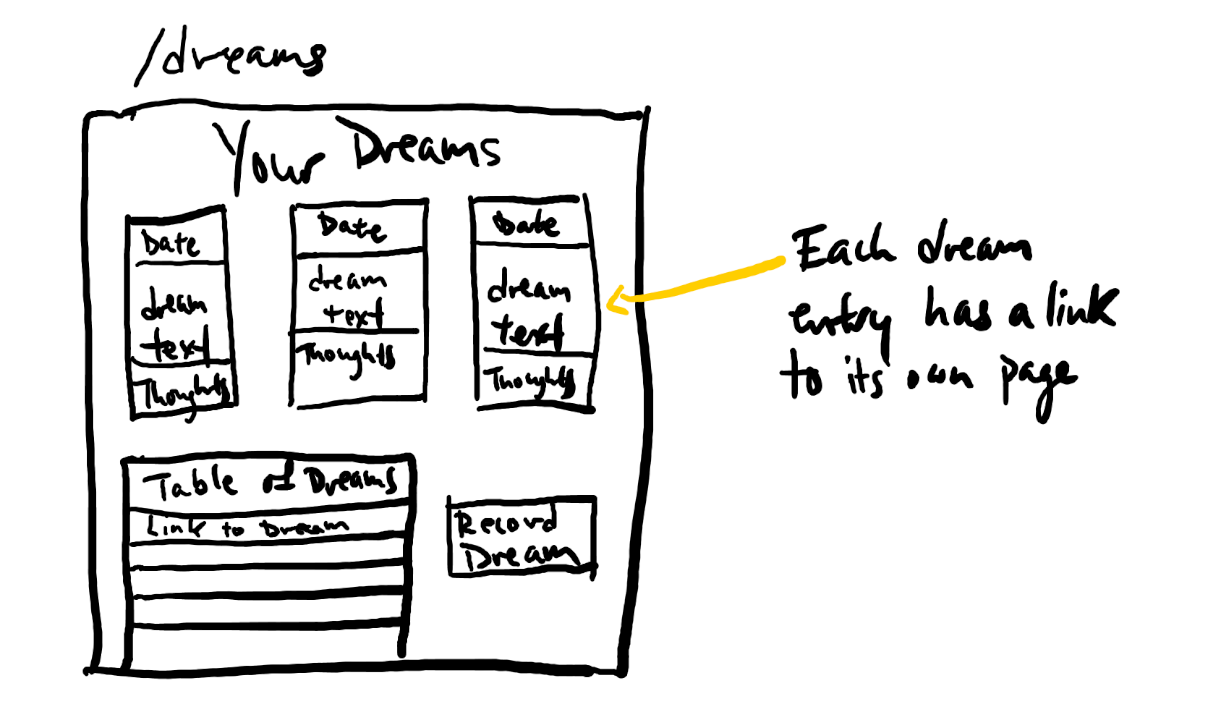 /dreams
Your Dreams
Date
dream
text
Thoughts
Date
dream
text
Thoughts
Date
dream
text
Thoughts
Each dream
entry has a link
to its own page
Table of Dreams
Link to Dream
Record
Dream